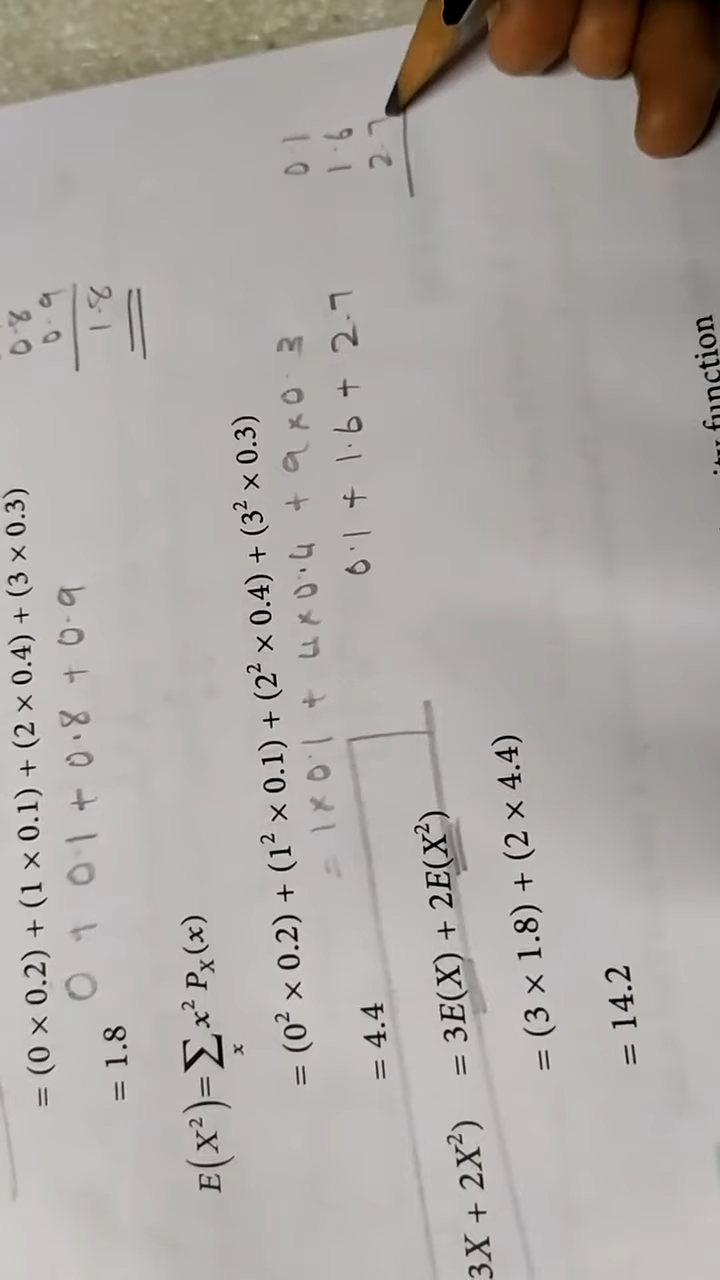 = (0 × 0.2) + (1 × 0.1) + (2 × 0.4) + (3 × 0.3)
0 + 0.1 + 0.8 + 0.9
0.8
0.9
1.8
= 1.8
E(X²) = ∑ₓ x² P_X(x)
= (0² × 0.2) + (1² × 0.1) + (2² × 0.4) + (3² × 0.3)
= 1 × 0.1 + 4 × 0.4 + 9 × 0.3
0.1 + 1.6 + 2.7
0.1
1.6
2.7
= 4.4
3X + 2X²) = 3E(X) + 2E(X²)
= (3 × 1.8) + (2 × 4.4)
= 14.2
function